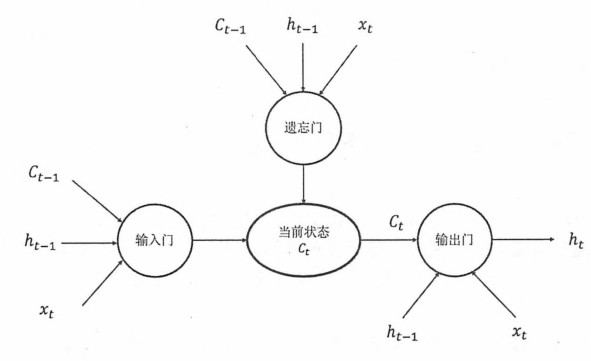 C_{t-1} h_{t-1} x_t
遗忘门
C_{t-1}
h_{t-1}
x_t
输入门
当前状态
C_t
C_t
输出门
h_t
h_{t-1} x_t